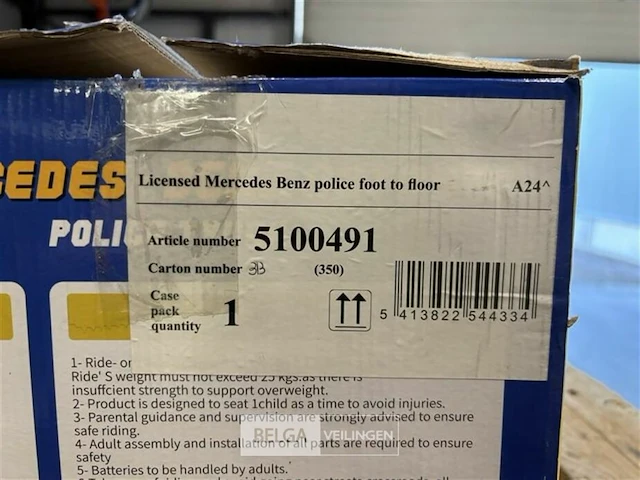 EDES
POLI
Licensed Mercedes Benz police foot to floor A24^
Article number 5100491
Carton number (350)
Case pack quantity 1
5 413822 544334
1- Ride- or
Ride' S weight must not exceed 25 kgs.as there is
insuffcient strength to support overweight.
2- Product is designed to seat 1child as a time to avoid injuries.
3- Parental guidance and supervision are strongly advised to ensure
safe riding.
4- Adult assembly and installation of all parts are required to ensure
safety
5- Batteries to be handled by adults.
BELGA VEILINGEN